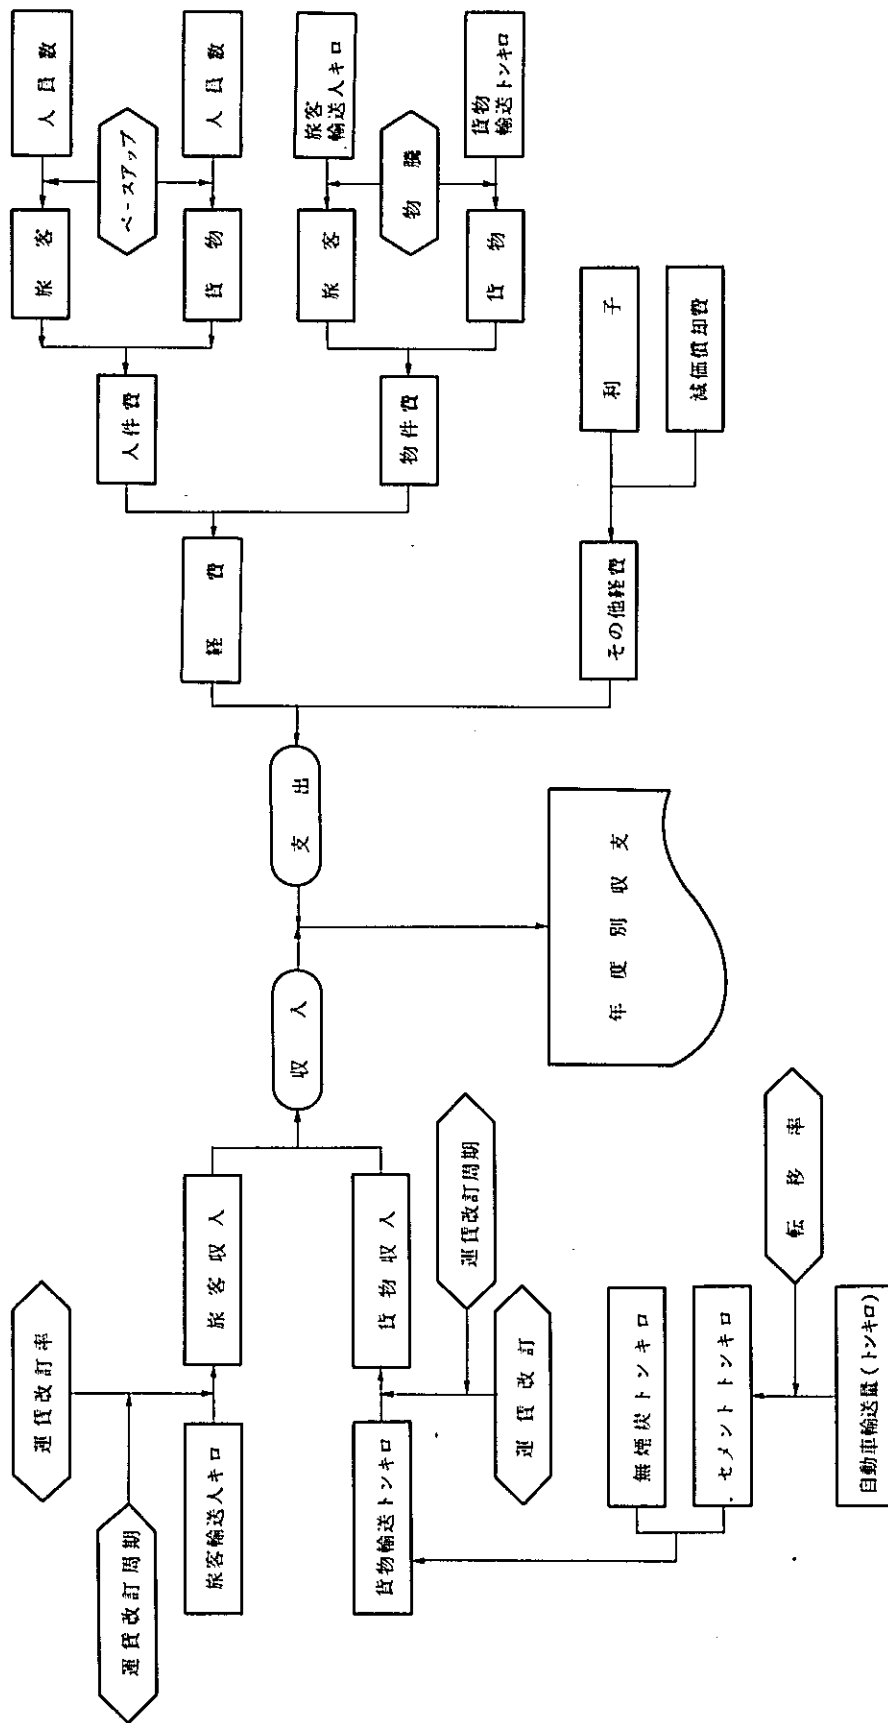 運賃改訂率
運賃改訂周期
旅客輸送人キロ
旅客収入
貨物輸送トンキロ
貨物収入
運賃改訂周期
運賃改訂
無煙炭トンキロ
セメントトンキロ
自動車輸送量(トンキロ)
転移率
収入
支出
年度別収支
経費
その他経費
人件費
物件費
利子
減価償却費
旅客
貨物
ベースアップ
人員数
人員数
旅客
貨物
物騰
旅客
輸送人キロ
貨物
輸送トンキロ